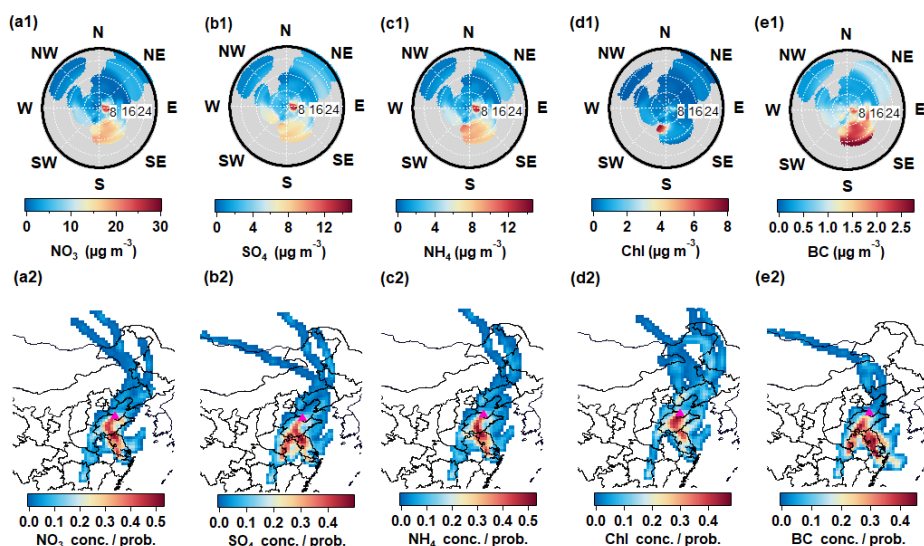 (a1) (b1) (c1) (d1) (e1)
N N N N N
NW NE NW NE NW NE NW NE NW NE
W 8 16 24 E W 8 16 24 E W 8 16 24 E W 8 16 24 E W 8 16 24 E
SW SE SW SE SW SE SW SE SW SE
S S S S S
0 10 20 30 0 4 8 12 0 4 8 12 0 2 4 6 8 0.0 0.5 1.0 1.5 2.0 2.5
NO₃ (µg m⁻³) SO₄ (µg m⁻³) NH₄ (µg m⁻³) Chl (µg m⁻³) BC (µg m⁻³)
(a2) (b2) (c2) (d2) (e2)
0.0 0.1 0.2 0.3 0.4 0.5 0.0 0.1 0.2 0.3 0.4 0.0 0.1 0.2 0.3 0.4 0.5 0.0 0.1 0.2 0.3 0.4 0.0 0.1 0.2 0.3 0.4
NO₃ conc. / prob. SO₄ conc. / prob. NH₄ conc. / prob. Chl conc. / prob. BC conc. / prob.